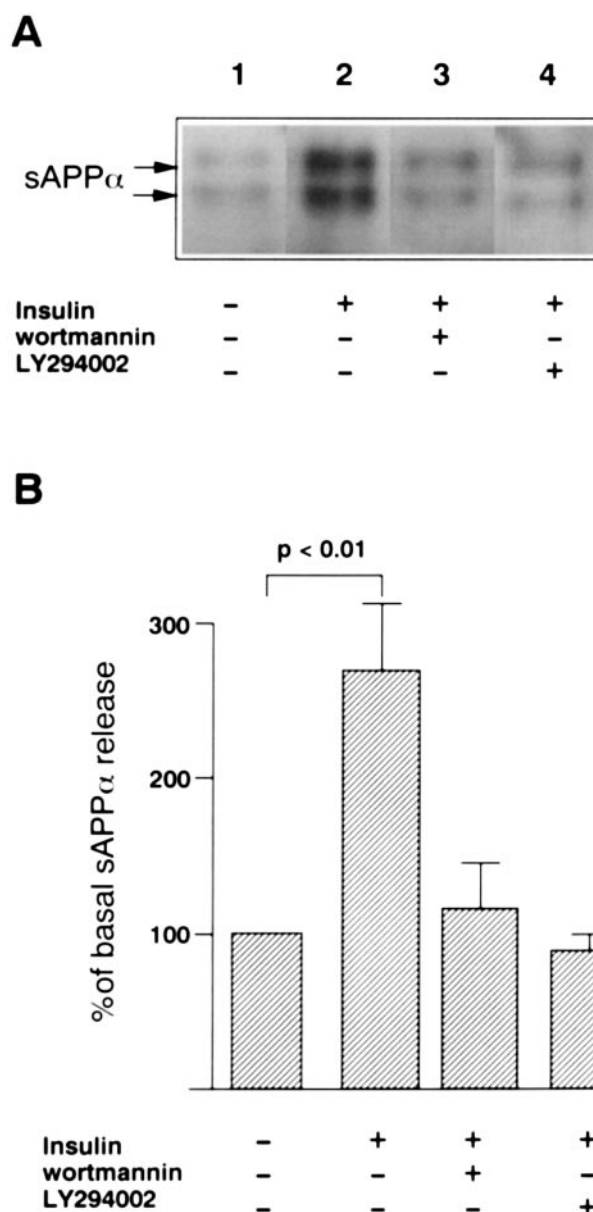 A
1 2 3 4
sAPPα
Insulin – + + +
wortmannin – – + –
LY294002 – – – +
B
p < 0.01
300
200
100
% of basal sAPPα release
Insulin – + + +
wortmannin – – + –
LY294002 – – – +